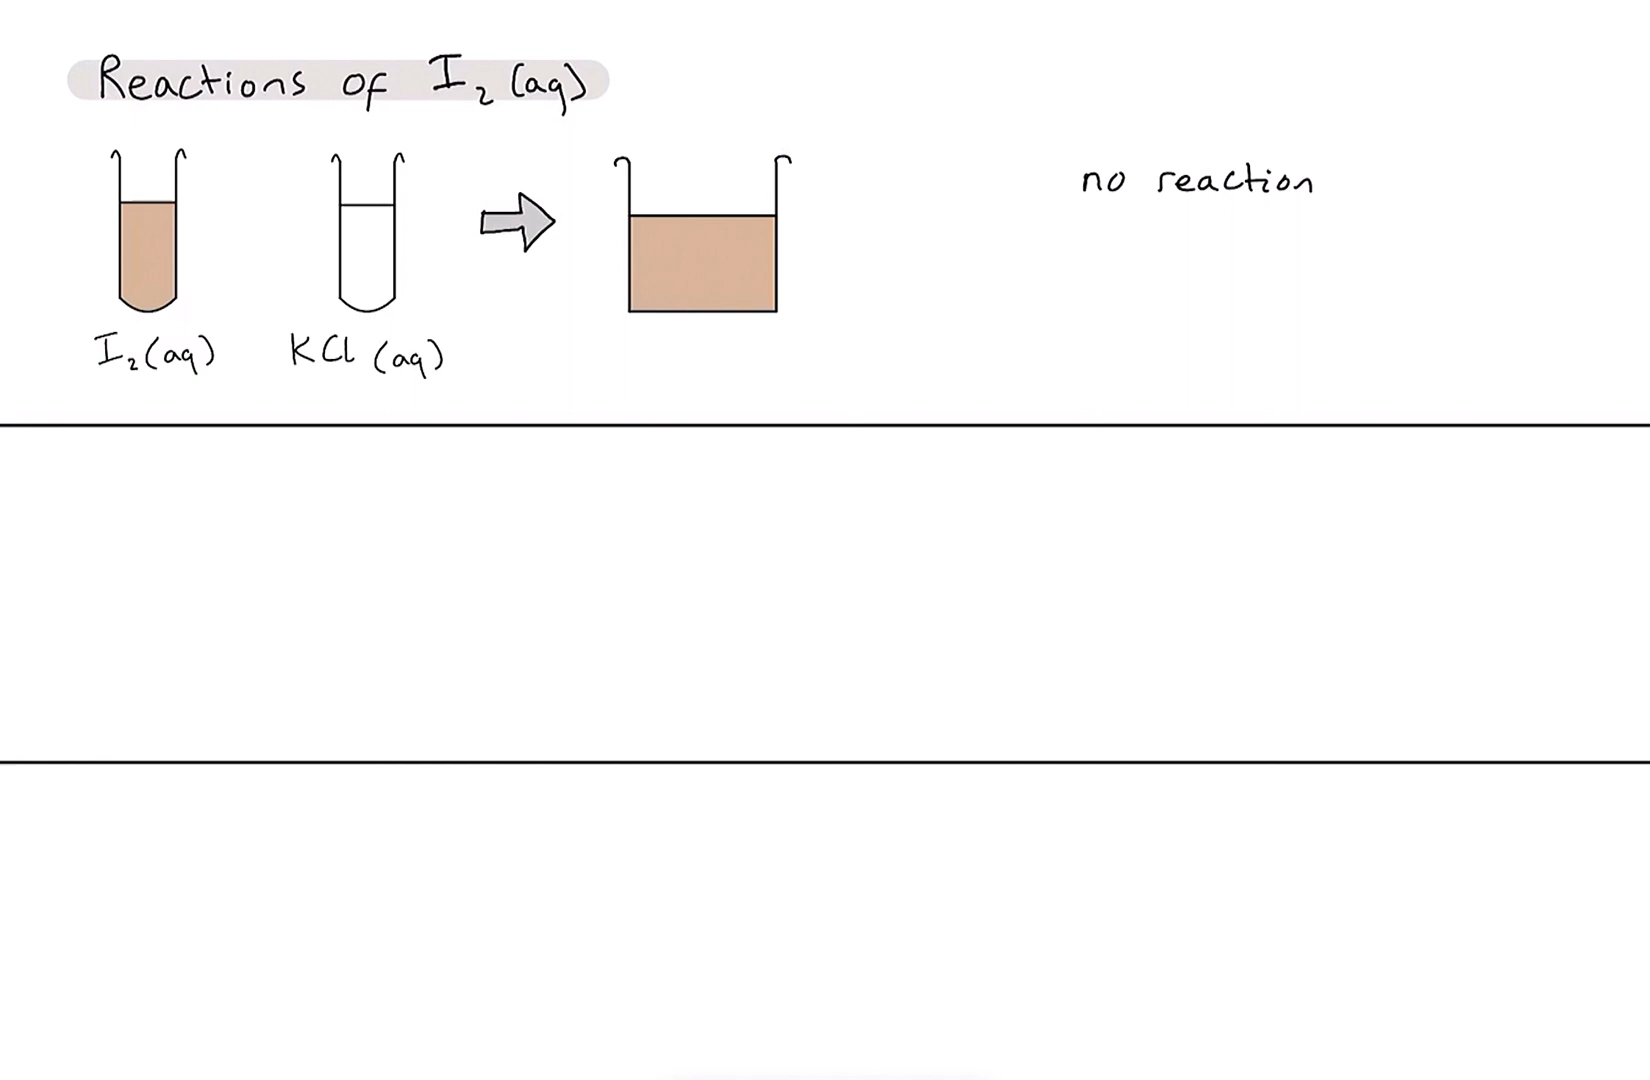 Reactions of I₂ (aq)
no reaction
I₂(aq) KCl (aq)